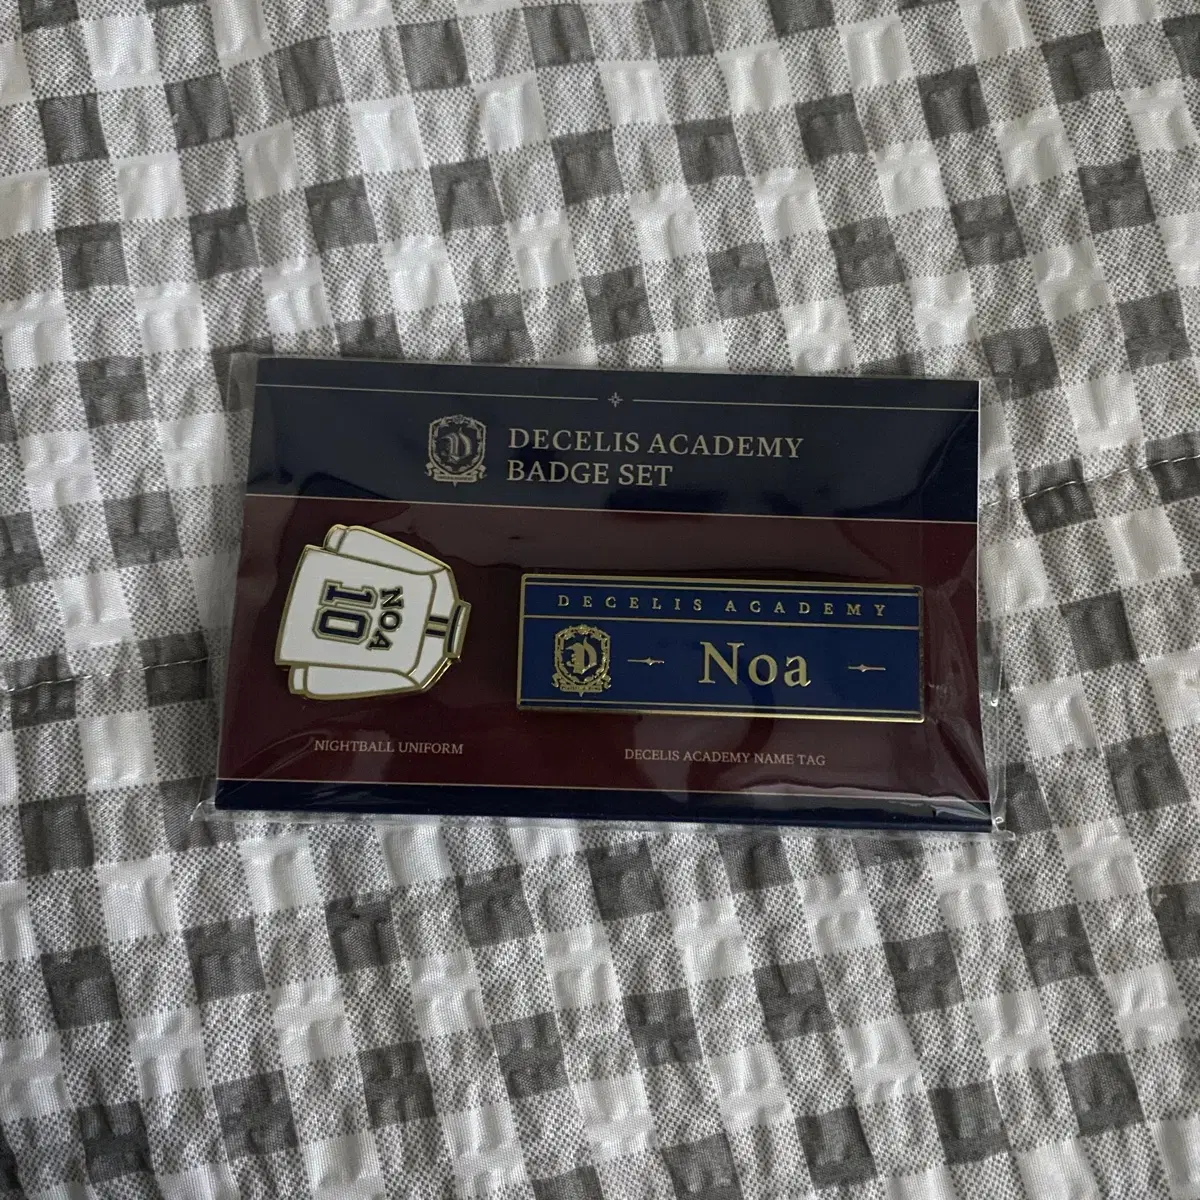 DECELIS ACADEMY
BADGE SET
NOA
10
DECELIS ACADEMY
D
Noa
NIGHTBALL UNIFORM
DECELIS ACADEMY NAME TAG